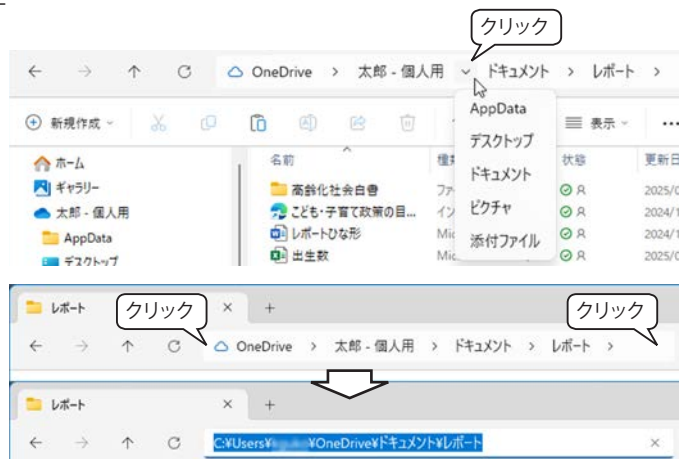 クリック
OneDrive > 太郎 - 個人用 ドキュメント > レポート >
新規作成 表示 ...
AppData
デスクトップ
ドキュメント
ピクチャ
添付ファイル
ホーム
ギャラリー
太郎 - 個人用
AppData
デスクトップ
名前 状態 更新日
高齢化社会白書 2025/
こども・子育て政策の目... 2024/1
レポートひな形 Mic 2024/1
出生数 Mic 2025/
レポート クリック × + クリック
OneDrive > 太郎 - 個人用 > ドキュメント > レポート >
レポート × +
C:¥Users¥ ¥OneDrive¥ドキュメント¥レポート ×